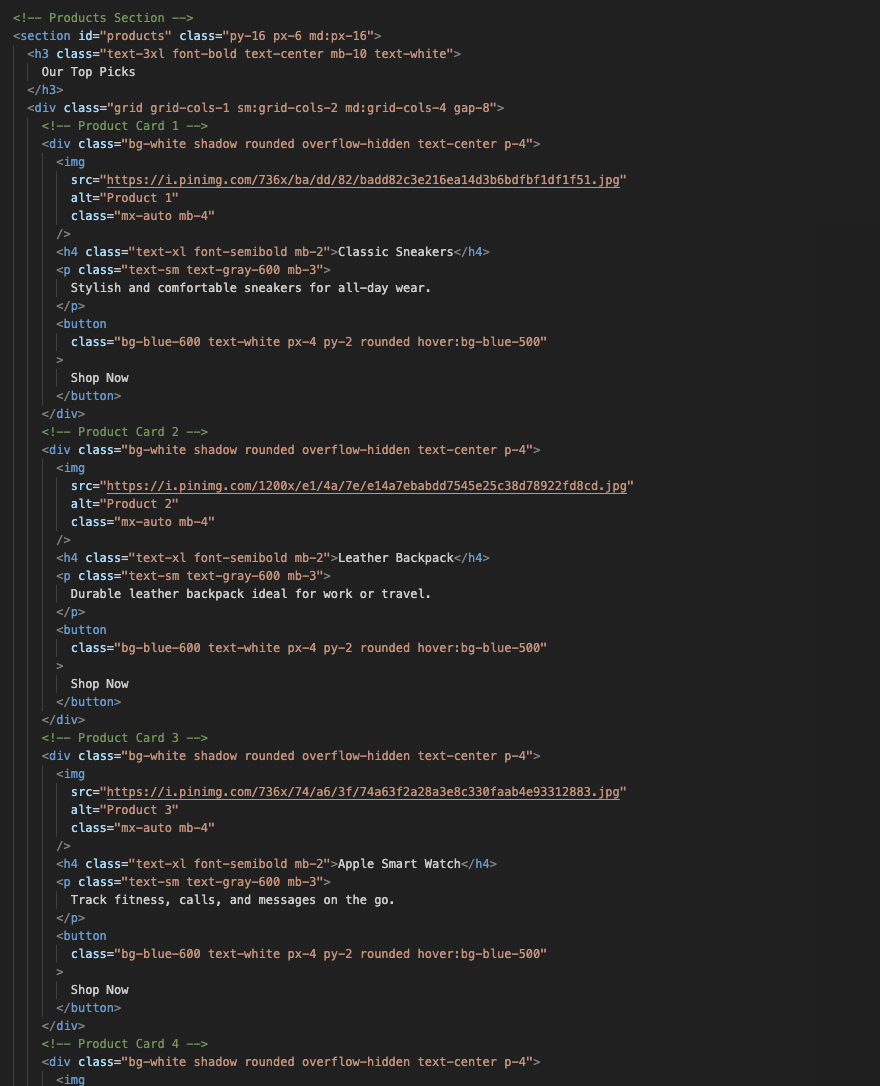 <!-- Products Section -->
<section id="products" class="py-16 px-6 md:px-16">
<h3 class="text-3xl font-bold text-center mb-10 text-white">
Our Top Picks
</h3>
<div class="grid grid-cols-1 sm:grid-cols-2 md:grid-cols-4 gap-8">
<!-- Product Card 1 -->
<div class="bg-white shadow rounded overflow-hidden text-center p-4">
<img
src="https://i.pinimg.com/736x/ba/dd/82/badd82c3e216ea14d3b6bdfbf1df1f51.jpg"
alt="Product 1"
class="mx-auto mb-4"
/>
<h4 class="text-xl font-semibold mb-2">Classic Sneakers</h4>
<p class="text-sm text-gray-600 mb-3">
Stylish and comfortable sneakers for all-day wear.
</p>
<button
class="bg-blue-600 text-white px-4 py-2 rounded hover:bg-blue-500"
>
Shop Now
</button>
</div>
<!-- Product Card 2 -->
<div class="bg-white shadow rounded overflow-hidden text-center p-4">
<img
src="https://i.pinimg.com/1200x/e1/4a/7e/e14a7ebabdd7545e25c38d78922fd8cd.jpg"
alt="Product 2"
class="mx-auto mb-4"
/>
<h4 class="text-xl font-semibold mb-2">Leather Backpack</h4>
<p class="text-sm text-gray-600 mb-3">
Durable leather backpack ideal for work or travel.
</p>
<button
class="bg-blue-600 text-white px-4 py-2 rounded hover:bg-blue-500"
>
Shop Now
</button>
</div>
<!-- Product Card 3 -->
<div class="bg-white shadow rounded overflow-hidden text-center p-4">
<img
src="https://i.pinimg.com/736x/74/a6/3f/74a63f2a28a3e8c330faab4e93312883.jpg"
alt="Product 3"
class="mx-auto mb-4"
/>
<h4 class="text-xl font-semibold mb-2">Apple Smart Watch</h4>
<p class="text-sm text-gray-600 mb-3">
Track fitness, calls, and messages on the go.
</p>
<button
class="bg-blue-600 text-white px-4 py-2 rounded hover:bg-blue-500"
>
Shop Now
</button>
</div>
<!-- Product Card 4 -->
<div class="bg-white shadow rounded overflow-hidden text-center p-4">
<img